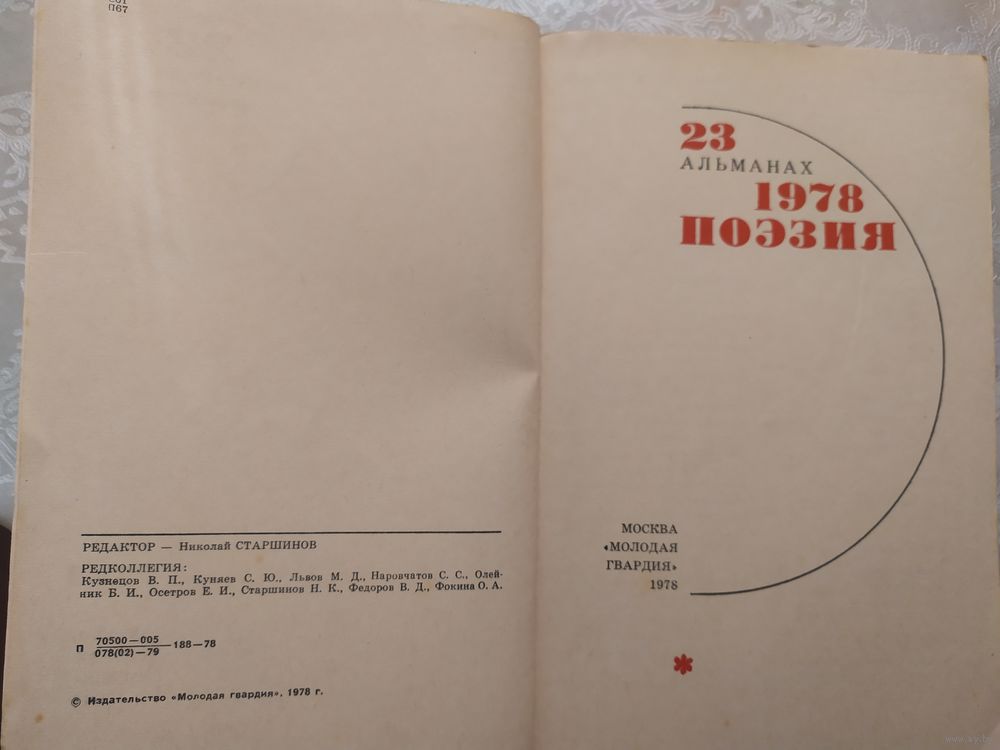 П67
РЕДАКТОР — Николай СТАРШИНОВ
РЕДКОЛЛЕГИЯ:
Кузнецов В. П., Куняев С. Ю., Львов М. Д., Наровчатов С. С., Олей-
ник Б. И., Осетров Е. И., Старшинов Н. К., Федоров В. Д., Фокина О. А.
П 70500—005
078(02)—79 —188—78
© Издательство «Молодая гвардия», 1978 г.
23
АЛЬМАНАХ
1978
ПОЭЗИЯ
МОСКВА
«МОЛОДАЯ
ГВАРДИЯ»
1978